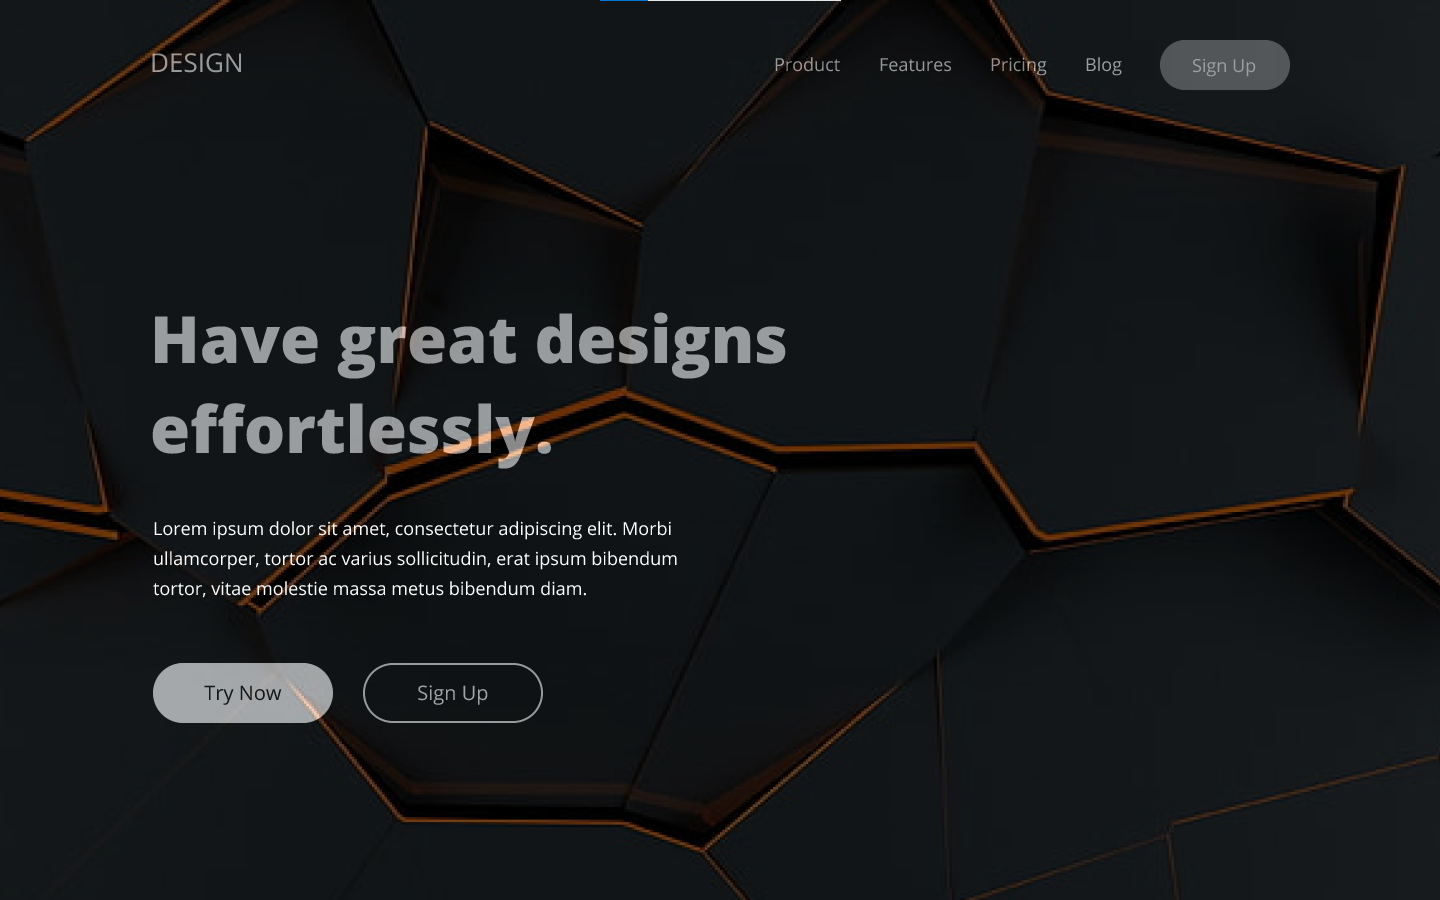 DESIGN
Product Features Pricing Blog Sign Up
Have great designs
effortlessly.
Lorem ipsum dolor sit amet, consectetur adipiscing elit. Morbi
ullamcorper, tortor ac varius sollicitudin, erat ipsum bibendum
tortor, vitae molestie massa metus bibendum diam.
Try Now Sign Up